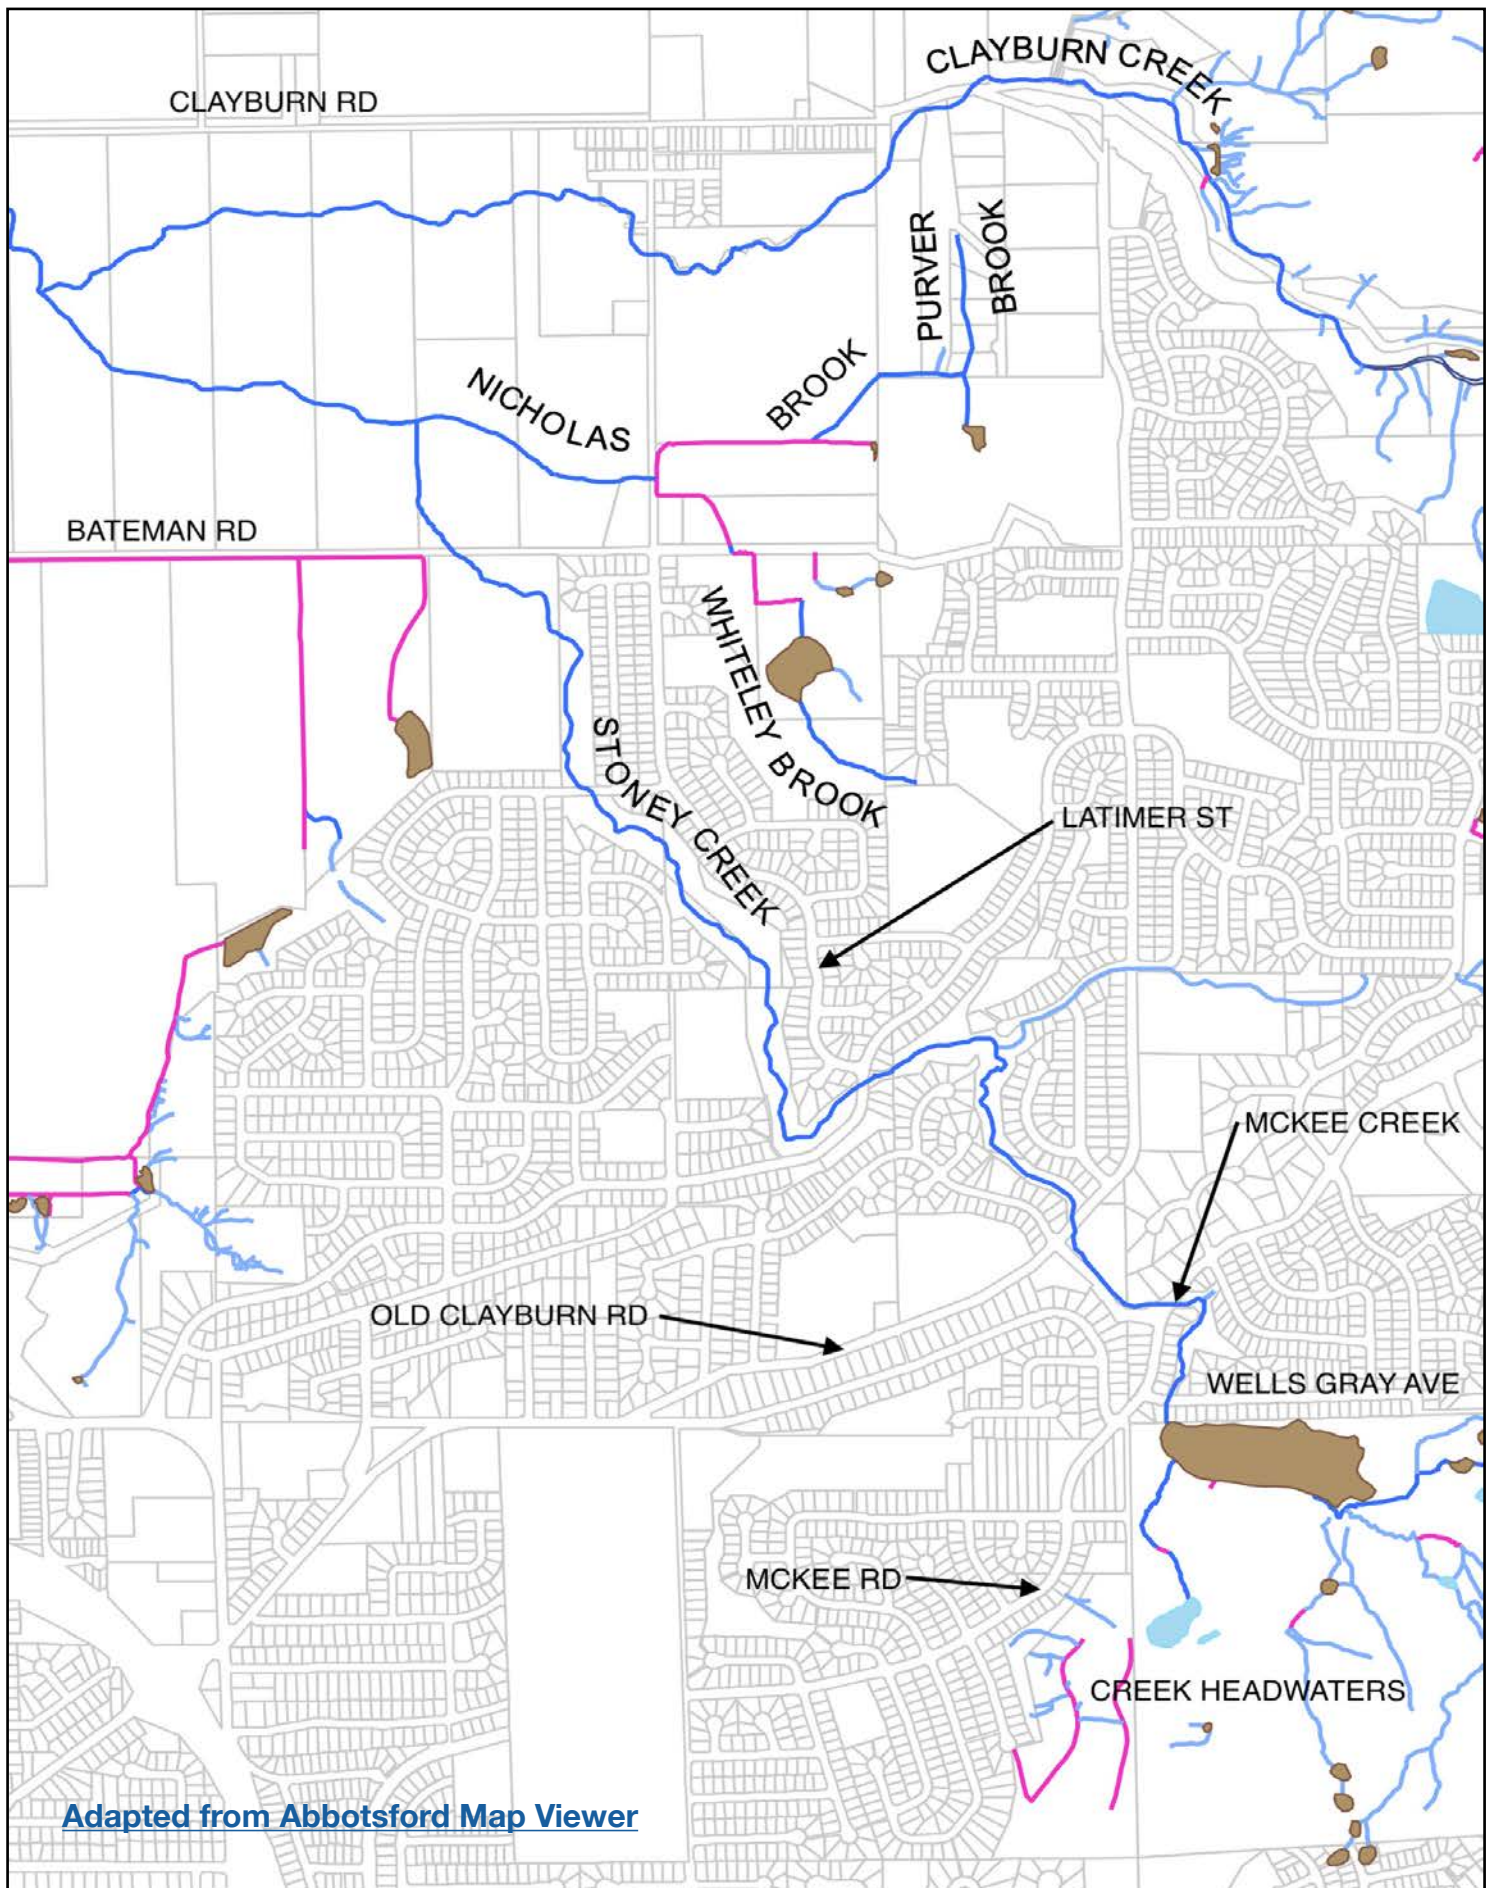 CLAYBURN CREEK
CLAYBURN RD
PURVER
BROOK
BROOK
NICHOLAS
BATEMAN RD
WHITELEY BROOK
STONEY CREEK
LATIMER ST
MCKEE CREEK
OLD CLAYBURN RD
WELLS GRAY AVE
MCKEE RD
CREEK HEADWATERS
Adapted from Abbotsford Map Viewer